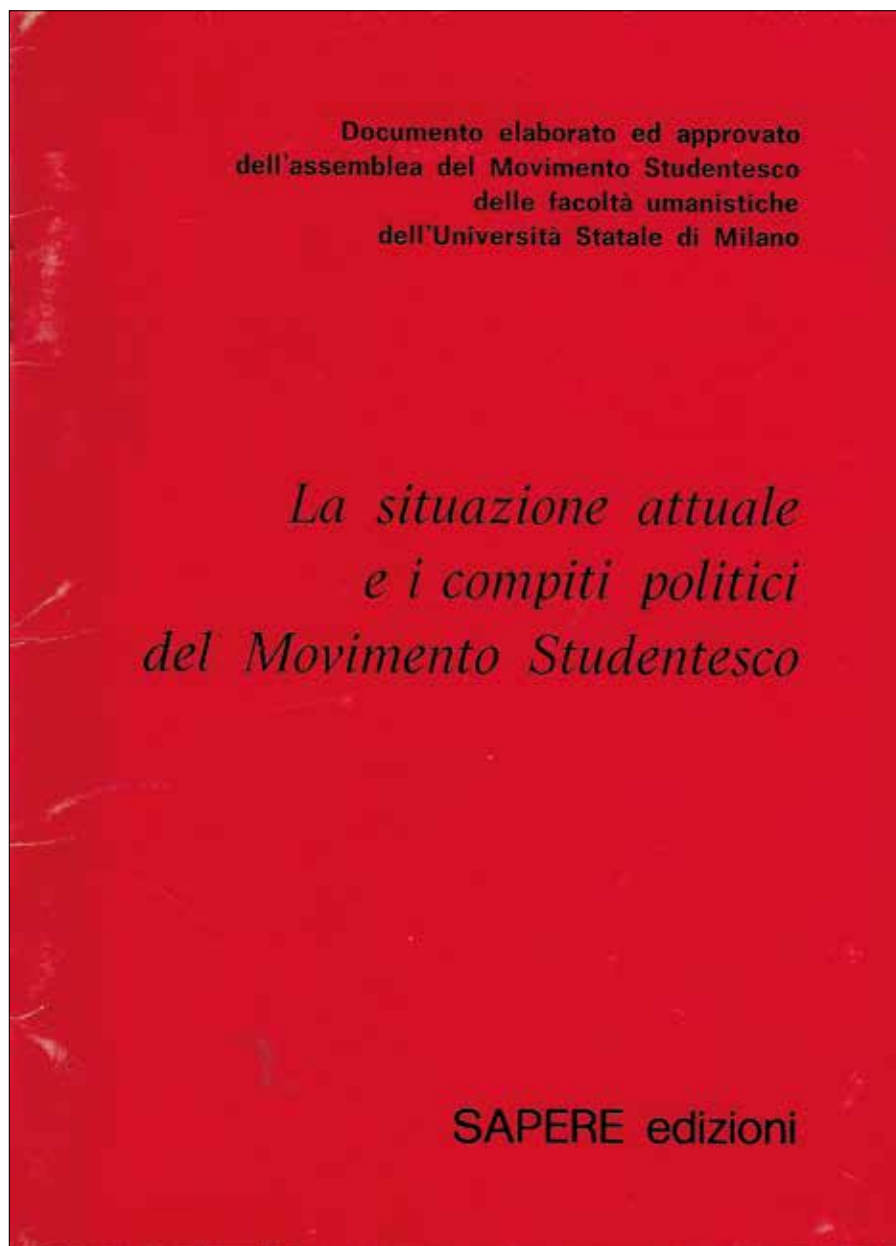 Documento elaborato ed approvato
dell'assemblea del Movimento Studentesco
delle facoltà umanistiche
dell'Università Statale di Milano
La situazione attuale
e i compiti politici
del Movimento Studentesco
SAPERE edizioni